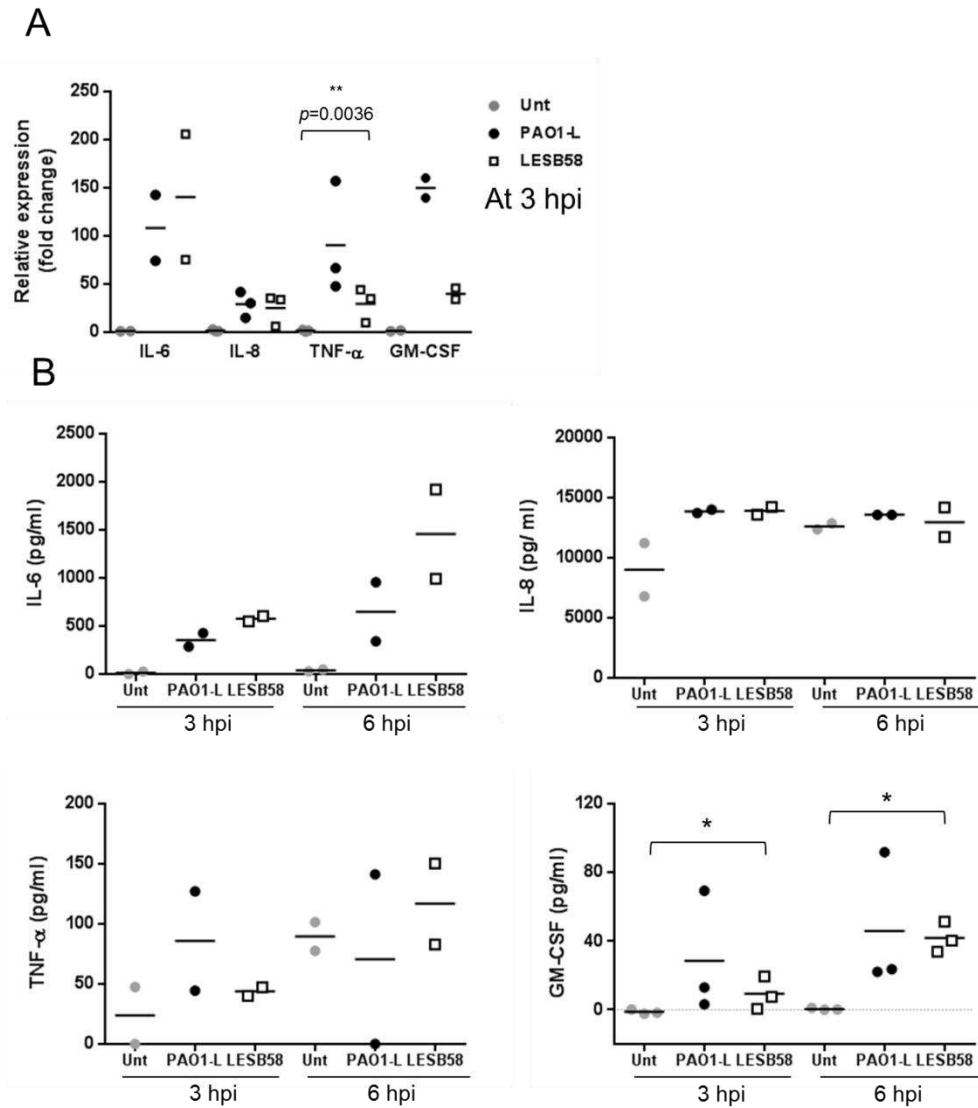 A
Relative expression
(fold change)
250
200
150
100
50
0
**
p=0.0036
Unt
PAO1-L
LESB58
At 3 hpi
IL-6 IL-8 TNF-α GM-CSF
B
IL-6 (pg/ml)
2500
2000
1500
1000
500
0
Unt PAO1-L LESB58 Unt PAO1-L LESB58
3 hpi 6 hpi
IL-8 (pg/ ml)
20000
15000
10000
5000
0
Unt PAO1-L LESB58 Unt PAO1-L LESB58
3 hpi 6 hpi
TNF-α (pg/ml)
200
150
100
50
0
Unt PAO1-L LESB58 Unt PAO1-L LESB58
3 hpi 6 hpi
GM-CSF (pg/ml)
120
80
40
0
*
*
Unt PAO1-L LESB58 Unt PAO1-L LESB58
3 hpi 6 hpi